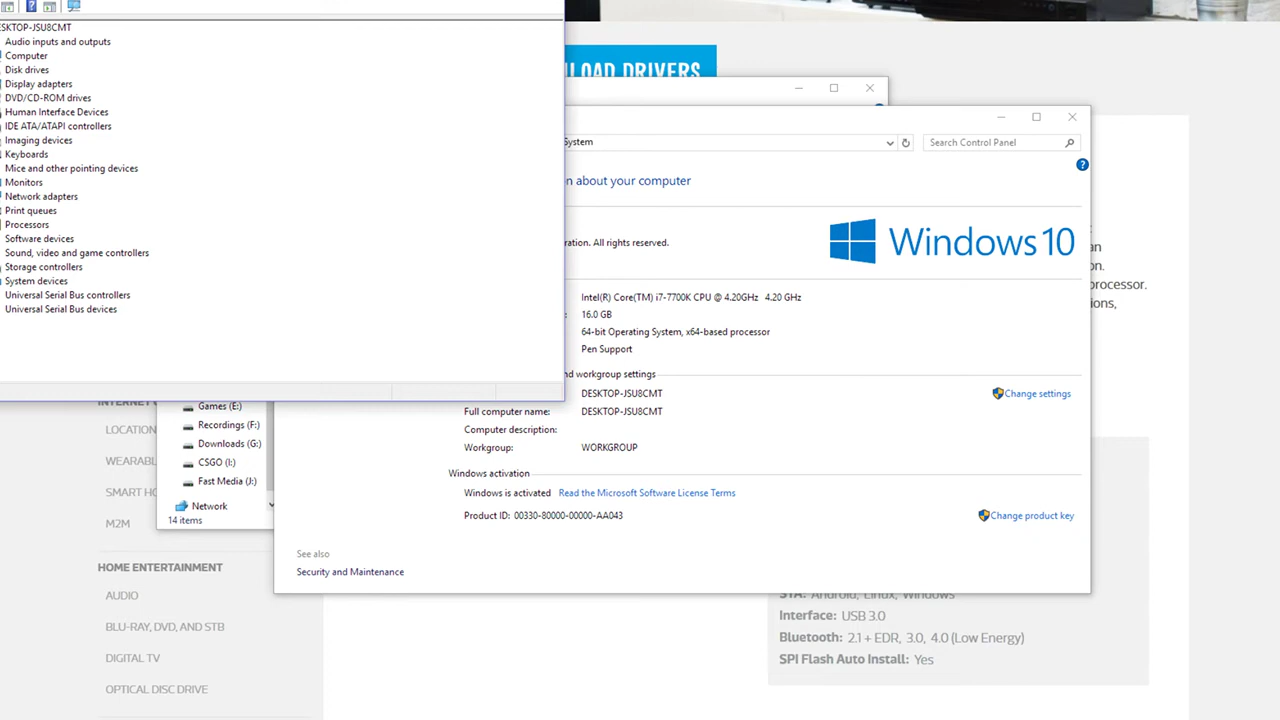 ESKTOP-JSU8CMT
Audio inputs and outputs
Computer
Disk drives
Display adapters
DVD/CD-ROM drives
Human Interface Devices
IDE ATA/ATAPI controllers
Imaging devices
Keyboards
Mice and other pointing devices
Monitors
Network adapters
Print queues
Processors
Software devices
Sound, video and game controllers
Storage controllers
System devices
Universal Serial Bus controllers
Universal Serial Bus devices
LOAD DRIVERS
System
Search Control Panel
n about your computer
ration. All rights reserved.
Windows 10
Intel(R) Core(TM) i7-7700K CPU @ 4.20GHz 4.20 GHz
16.0 GB
64-bit Operating System, x64-based processor
Pen Support
nd workgroup settings
DESKTOP-JSU8CMT
Change settings
Full computer name: DESKTOP-JSU8CMT
Computer description:
Workgroup: WORKGROUP
Windows activation
Windows is activated Read the Microsoft Software License Terms
Product ID: 00330-80000-00000-AA043
Change product key
See also
Security and Maintenance
an
on.
processor.
ions,
Games (E:)
Recordings (F:)
Downloads (G:)
CSGO (I:)
Fast Media (J:)
Network
14 items
LOCATION
WEARABL
SMART HO
M2M
HOME ENTERTAINMENT
AUDIO
BLU-RAY, DVD, AND STB
DIGITAL TV
OPTICAL DISC DRIVE
STA: Android, Linux, Windows
Interface: USB 3.0
Bluetooth: 2.1 + EDR, 3.0, 4.0 (Low Energy)
SPI Flash Auto Install: Yes